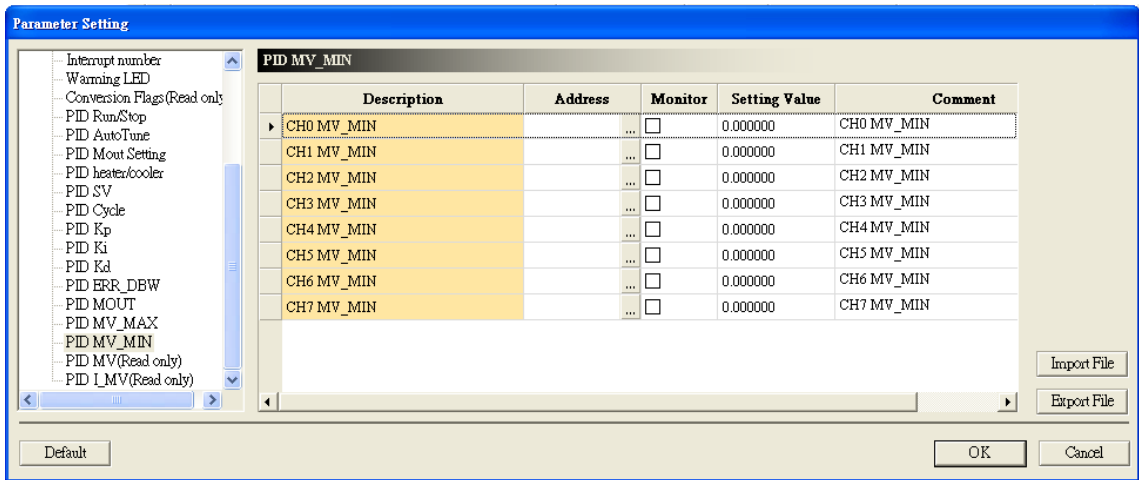 Parameter Setting
Interrupt number
Warning LED
Conversion Flags(Read only
PID Run/Stop
PID AutoTune
PID Mout Setting
PID heater/cooler
PID SV
PID Cycle
PID Kp
PID Ki
PID Kd
PID ERR_DBW
PID MOUT
PID MV_MAX
PID MV_MIN
PID MV(Read only)
PID I_MV(Read only)
PID MV_MIN
Description Address Monitor Setting Value Comment
CH0 MV_MIN ... 0.000000 CH0 MV_MIN
CH1 MV_MIN ... 0.000000 CH1 MV_MIN
CH2 MV_MIN ... 0.000000 CH2 MV_MIN
CH3 MV_MIN ... 0.000000 CH3 MV_MIN
CH4 MV_MIN ... 0.000000 CH4 MV_MIN
CH5 MV_MIN ... 0.000000 CH5 MV_MIN
CH6 MV_MIN ... 0.000000 CH6 MV_MIN
CH7 MV_MIN ... 0.000000 CH7 MV_MIN
Import File
Export File
Default
OK
Cancel